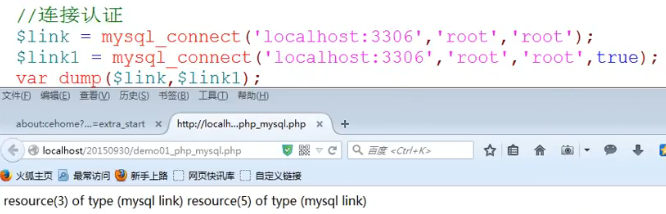 //连接认证
$link = mysql_connect('localhost:3306','root','root');
$link1 = mysql_connect('localhost:3306','root','root',true);
var dump($link,$link1);
文件(F) 编辑(E) 查看(V) 历史(S) 书签(B) 工具(T) 帮助(H)
about:cehome?...=extra_start × http://localh...php_mysql.php × +
localhost/20150930/demo01_php_mysql.php 百度 <Ctrl+K>
火狐主页 最常访问 新手上路 网页快讯库 自定义链接
resource(3) of type (mysql link) resource(5) of type (mysql link)